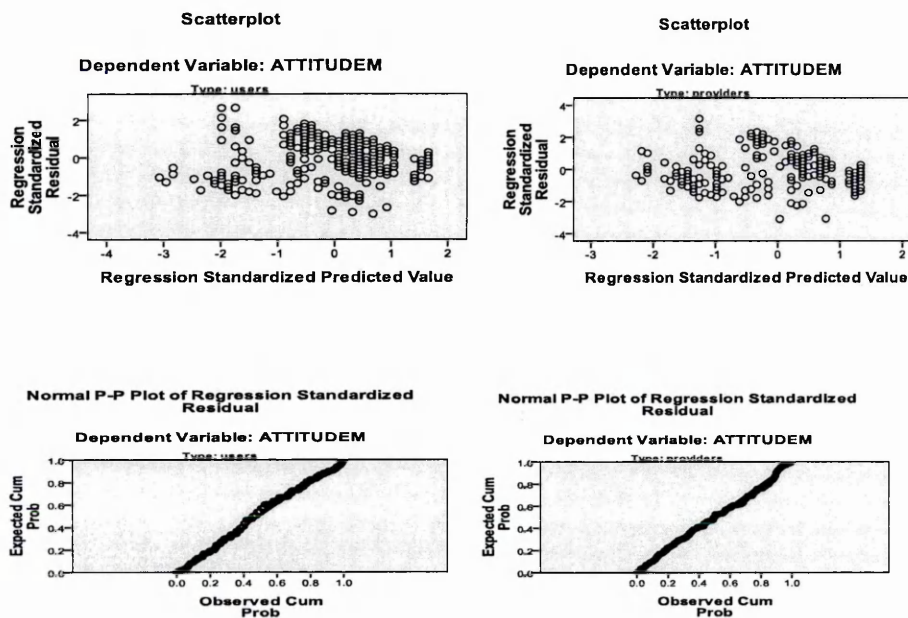 Scatterplot
Dependent Variable: ATTITUDEM
Type: users
Regression
Standardized
Residual
2
0
-2
-4
-4
-3
-2
-1
0
1
2
Regression Standardized Predicted Value
Scatterplot
Dependent Variable: ATTITUDEM
Type: providers
Regression
Standardized
Residual
4
2
0
-2
-4
-3
-2
-1
0
1
2
Regression Standardized Predicted Value
Normal P-P Plot of Regression Standardized
Residual
Dependent Variable: ATTITUDEM
Type: users
Expected Cum
Prob
1.0
0.8
0.6
0.4
0.2
0.0
0.0
0.2
0.4
0.6
0.8
1.0
Observed Cum
Prob
Normal P-P Plot of Regression Standardized
Residual
Dependent Variable: ATTITUDEM
Type: providers
Expected Cum
Prob
1.0
0.8
0.6
0.4
0.2
0.0
0.0
0.2
0.4
0.6
0.8
1.0
Observed Cum
Prob